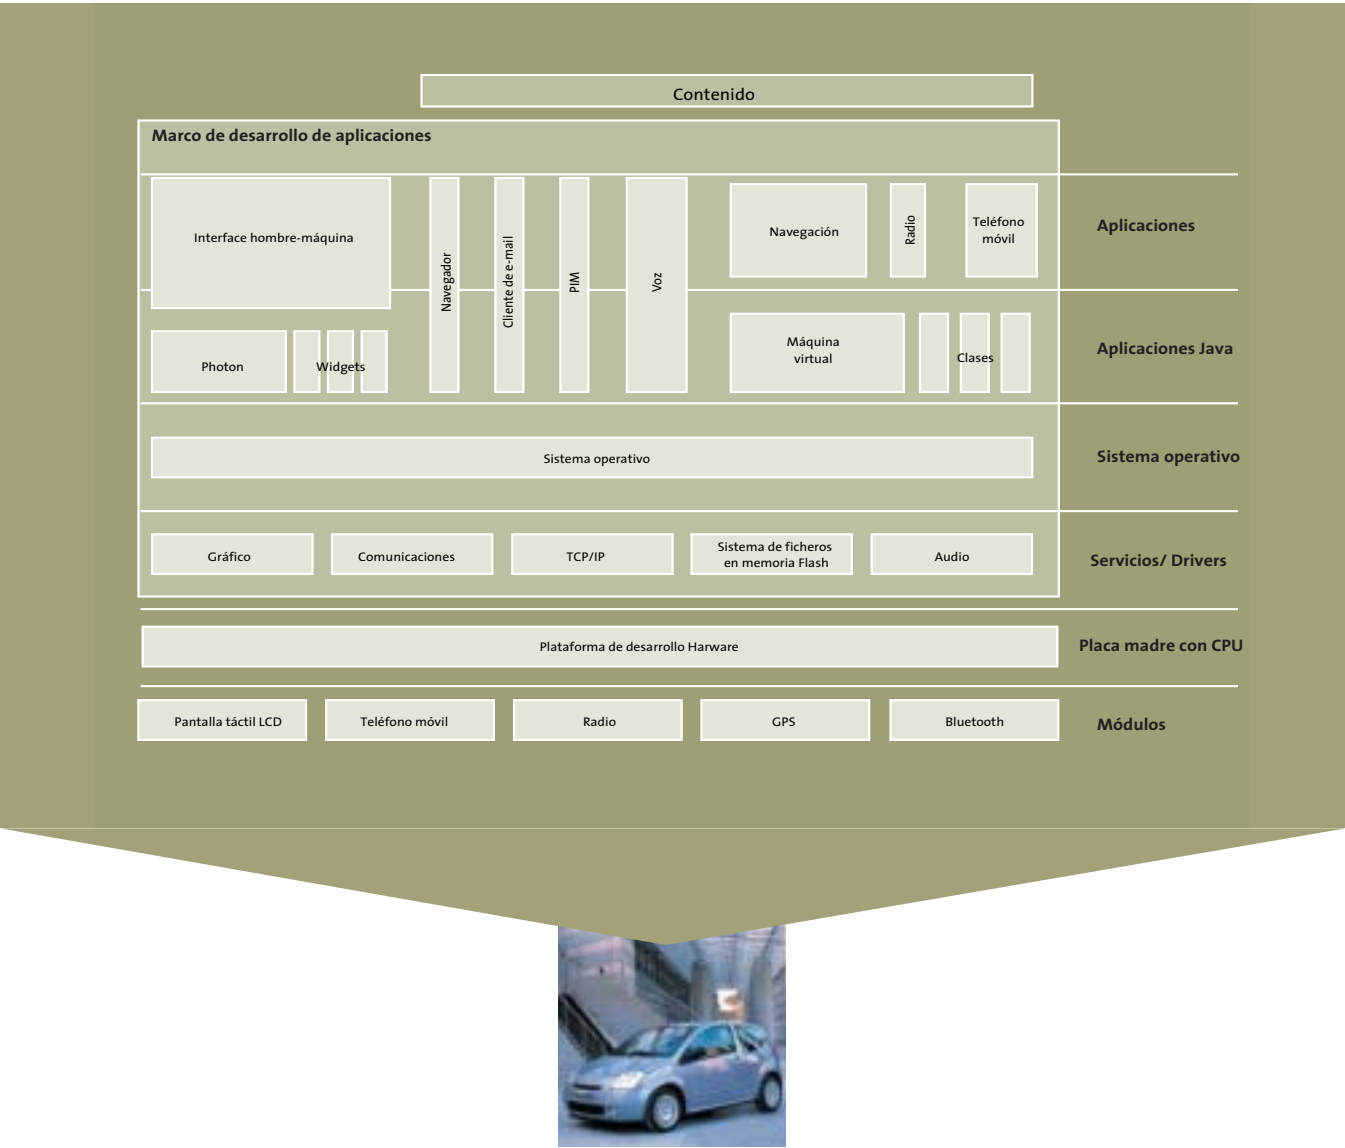 Contenido
Marco de desarrollo de aplicaciones
Interface hombre-máquina
Navegador
Cliente de e-mail
PIM
Voz
Navegación
Radio
Teléfono
móvil
Aplicaciones
Photon
Widgets
Máquina
virtual
Clases
Aplicaciones Java
Sistema operativo
Sistema operativo
Gráfico
Comunicaciones
TCP/IP
Sistema de ficheros
en memoria Flash
Audio
Servicios/ Drivers
Plataforma de desarrollo Harware
Placa madre con CPU
Pantalla táctil LCD
Teléfono móvil
Radio
GPS
Bluetooth
Módulos